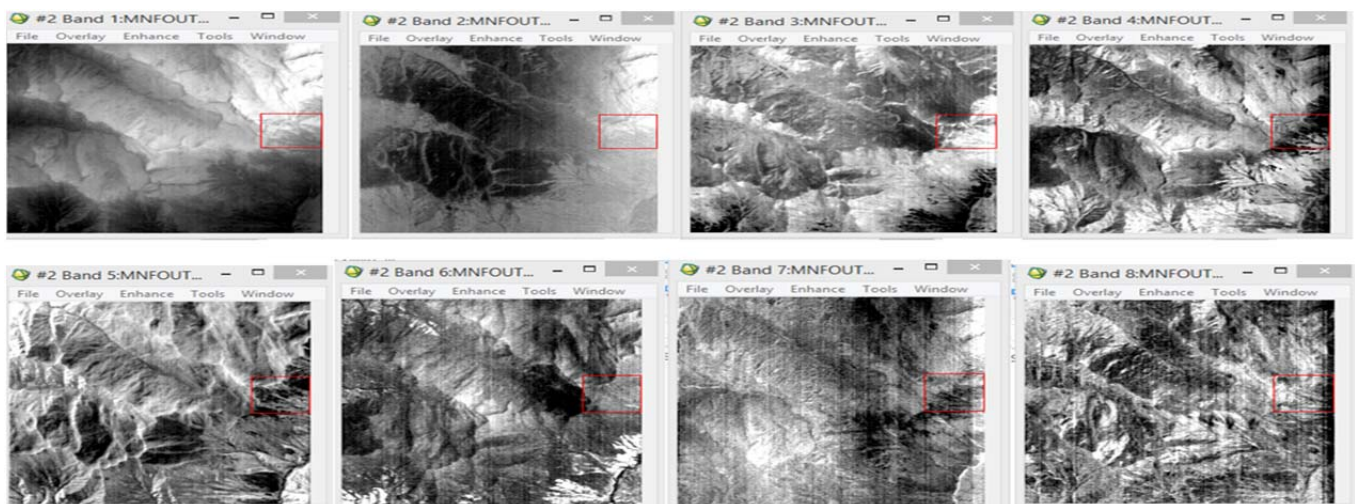 #2 Band 1:MNFOUT...
File Overlay Enhance Tools Window
#2 Band 2:MNFOUT...
File Overlay Enhance Tools Window
#2 Band 3:MNFOUT...
File Overlay Enhance Tools Window
#2 Band 4:MNFOUT...
File Overlay Enhance Tools Window
#2 Band 5:MNFOUT...
File Overlay Enhance Tools Window
#2 Band 6:MNFOUT...
File Overlay Enhance Tools Window
#2 Band 7:MNFOUT...
File Overlay Enhance Tools Window
#2 Band 8:MNFOUT...
File Overlay Enhance Tools Window